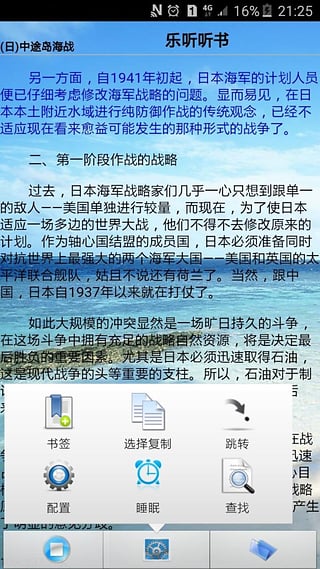 N 1 4G 16% 21:25
(日)中途岛海战 乐听听书
另一方面，自1941年初起，日本海军的计划人员
便已仔细考虑修改海军战略的问题。显而易见，在日
本本土附近水域进行纯防御作战的传统观念，已经不
适应现在看来愈益可能发生的那种形式的战争了。
二、第一阶段作战的战略
过去，日本海军战略家们几乎一心只想到跟单一
的敌人——美国单独进行较量，而现在，为了使日本
适应一场多边的世界大战，他们不得不去修改原来的
计划。作为轴心国结盟的成员国，日本必须准备同时
对抗世界上最强大的两个海军大国——美国和英国的太
平洋联合舰队，姑且不说还有荷兰了。当然，跟中
国，日本自1937年以来就在打仗了。
如此大规模的冲突显然是一场旷日持久的斗争，
在这场斗争中拥有充足的战略自然资源，将是决定最
后胜负的重要因素。尤其是日本必须迅速取得石油，
这是现代战争的头等重要的支柱。所以，石油对于制
后
来
在战
争 迅速
心目
战略
产生
书签 选择复制 跳转
配置 睡眠 查找